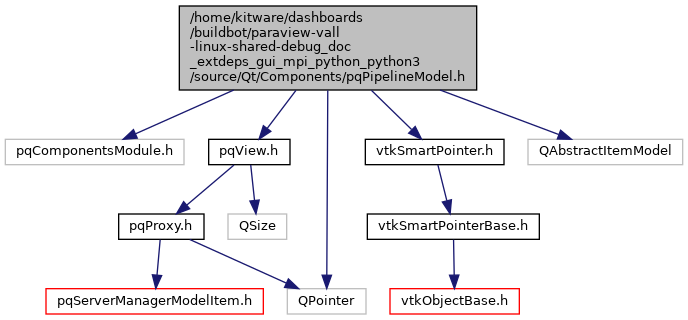 /home/kitware/dashboards
/buildbot/paraview-vall
-linux-shared-debug_doc
_extdeps_gui_mpi_python_python3
/source/Qt/Components/pqPipelineModel.h
pqComponentsModule.h
pqView.h
vtkSmartPointer.h
QAbstractItemModel
pqProxy.h
QSize
vtkSmartPointerBase.h
pqServerManagerModelItem.h
QPointer
vtkObjectBase.h